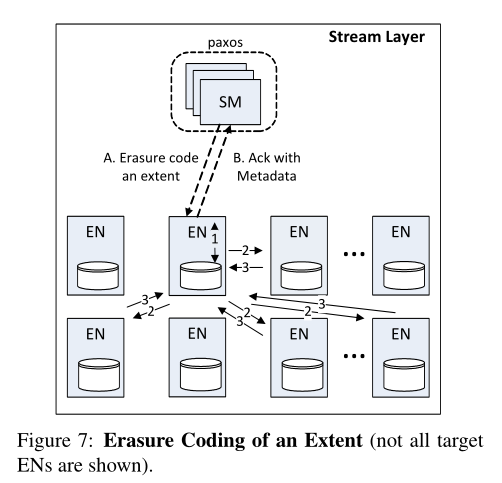 Stream Layer
paxos
SM
A. Erasure code
an extent
B. Ack with
Metadata
EN
EN
1
2
3
EN
...
EN
3
2
2
3
3
2
EN
EN
EN
...
EN
Figure 7: Erasure Coding of an Extent (not all target
ENs are shown).